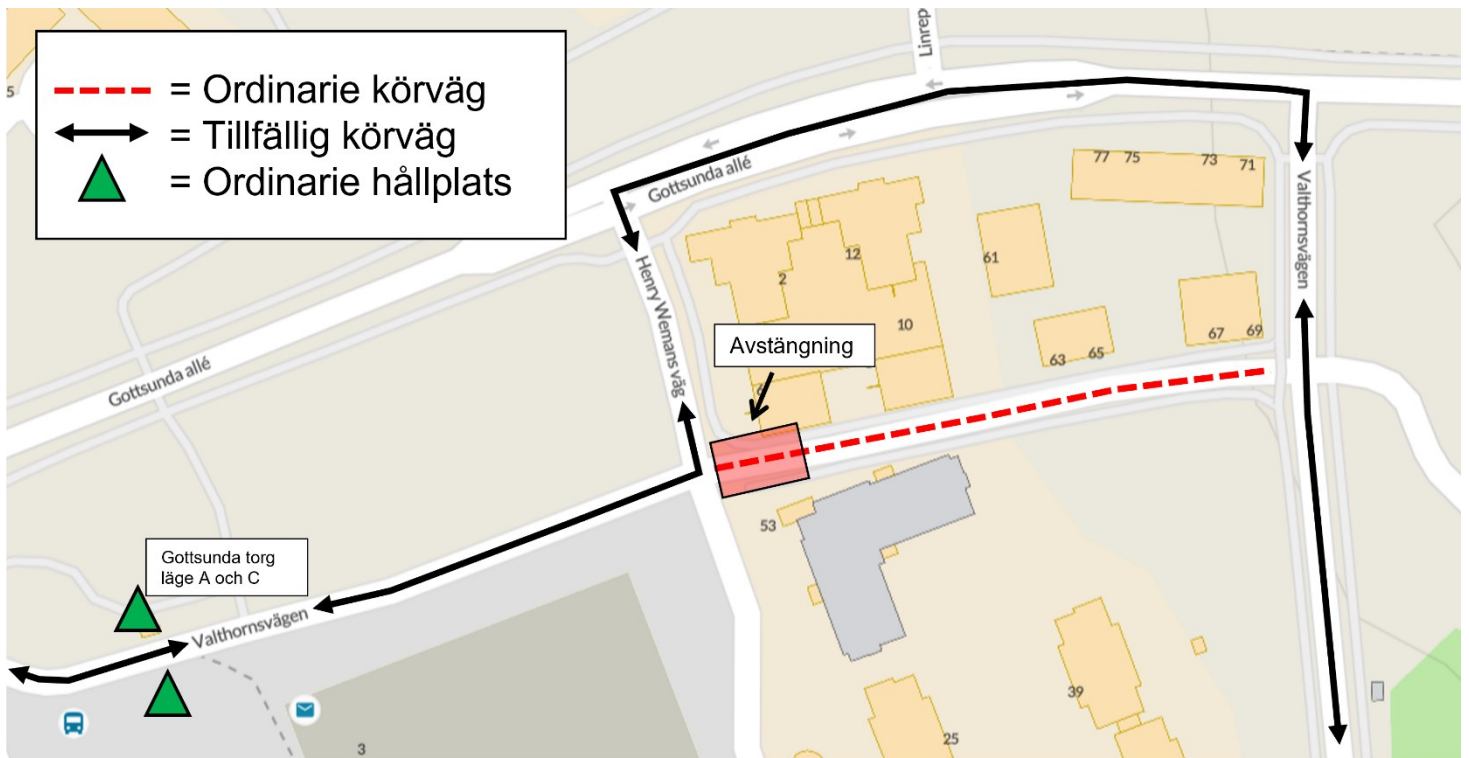 = Ordinarie körväg
= Tillfällig körväg
= Ordinarie hållplats
5
Linrep
Gottsunda allé
77 75 73 71
Valthornsvägen
61
12
2
Henry Wemans väg
10
67 69
63 65
Avstängning
Gottsunda allé
53
Gottsunda torg
läge A och C
Valthornsvägen
39
25
3